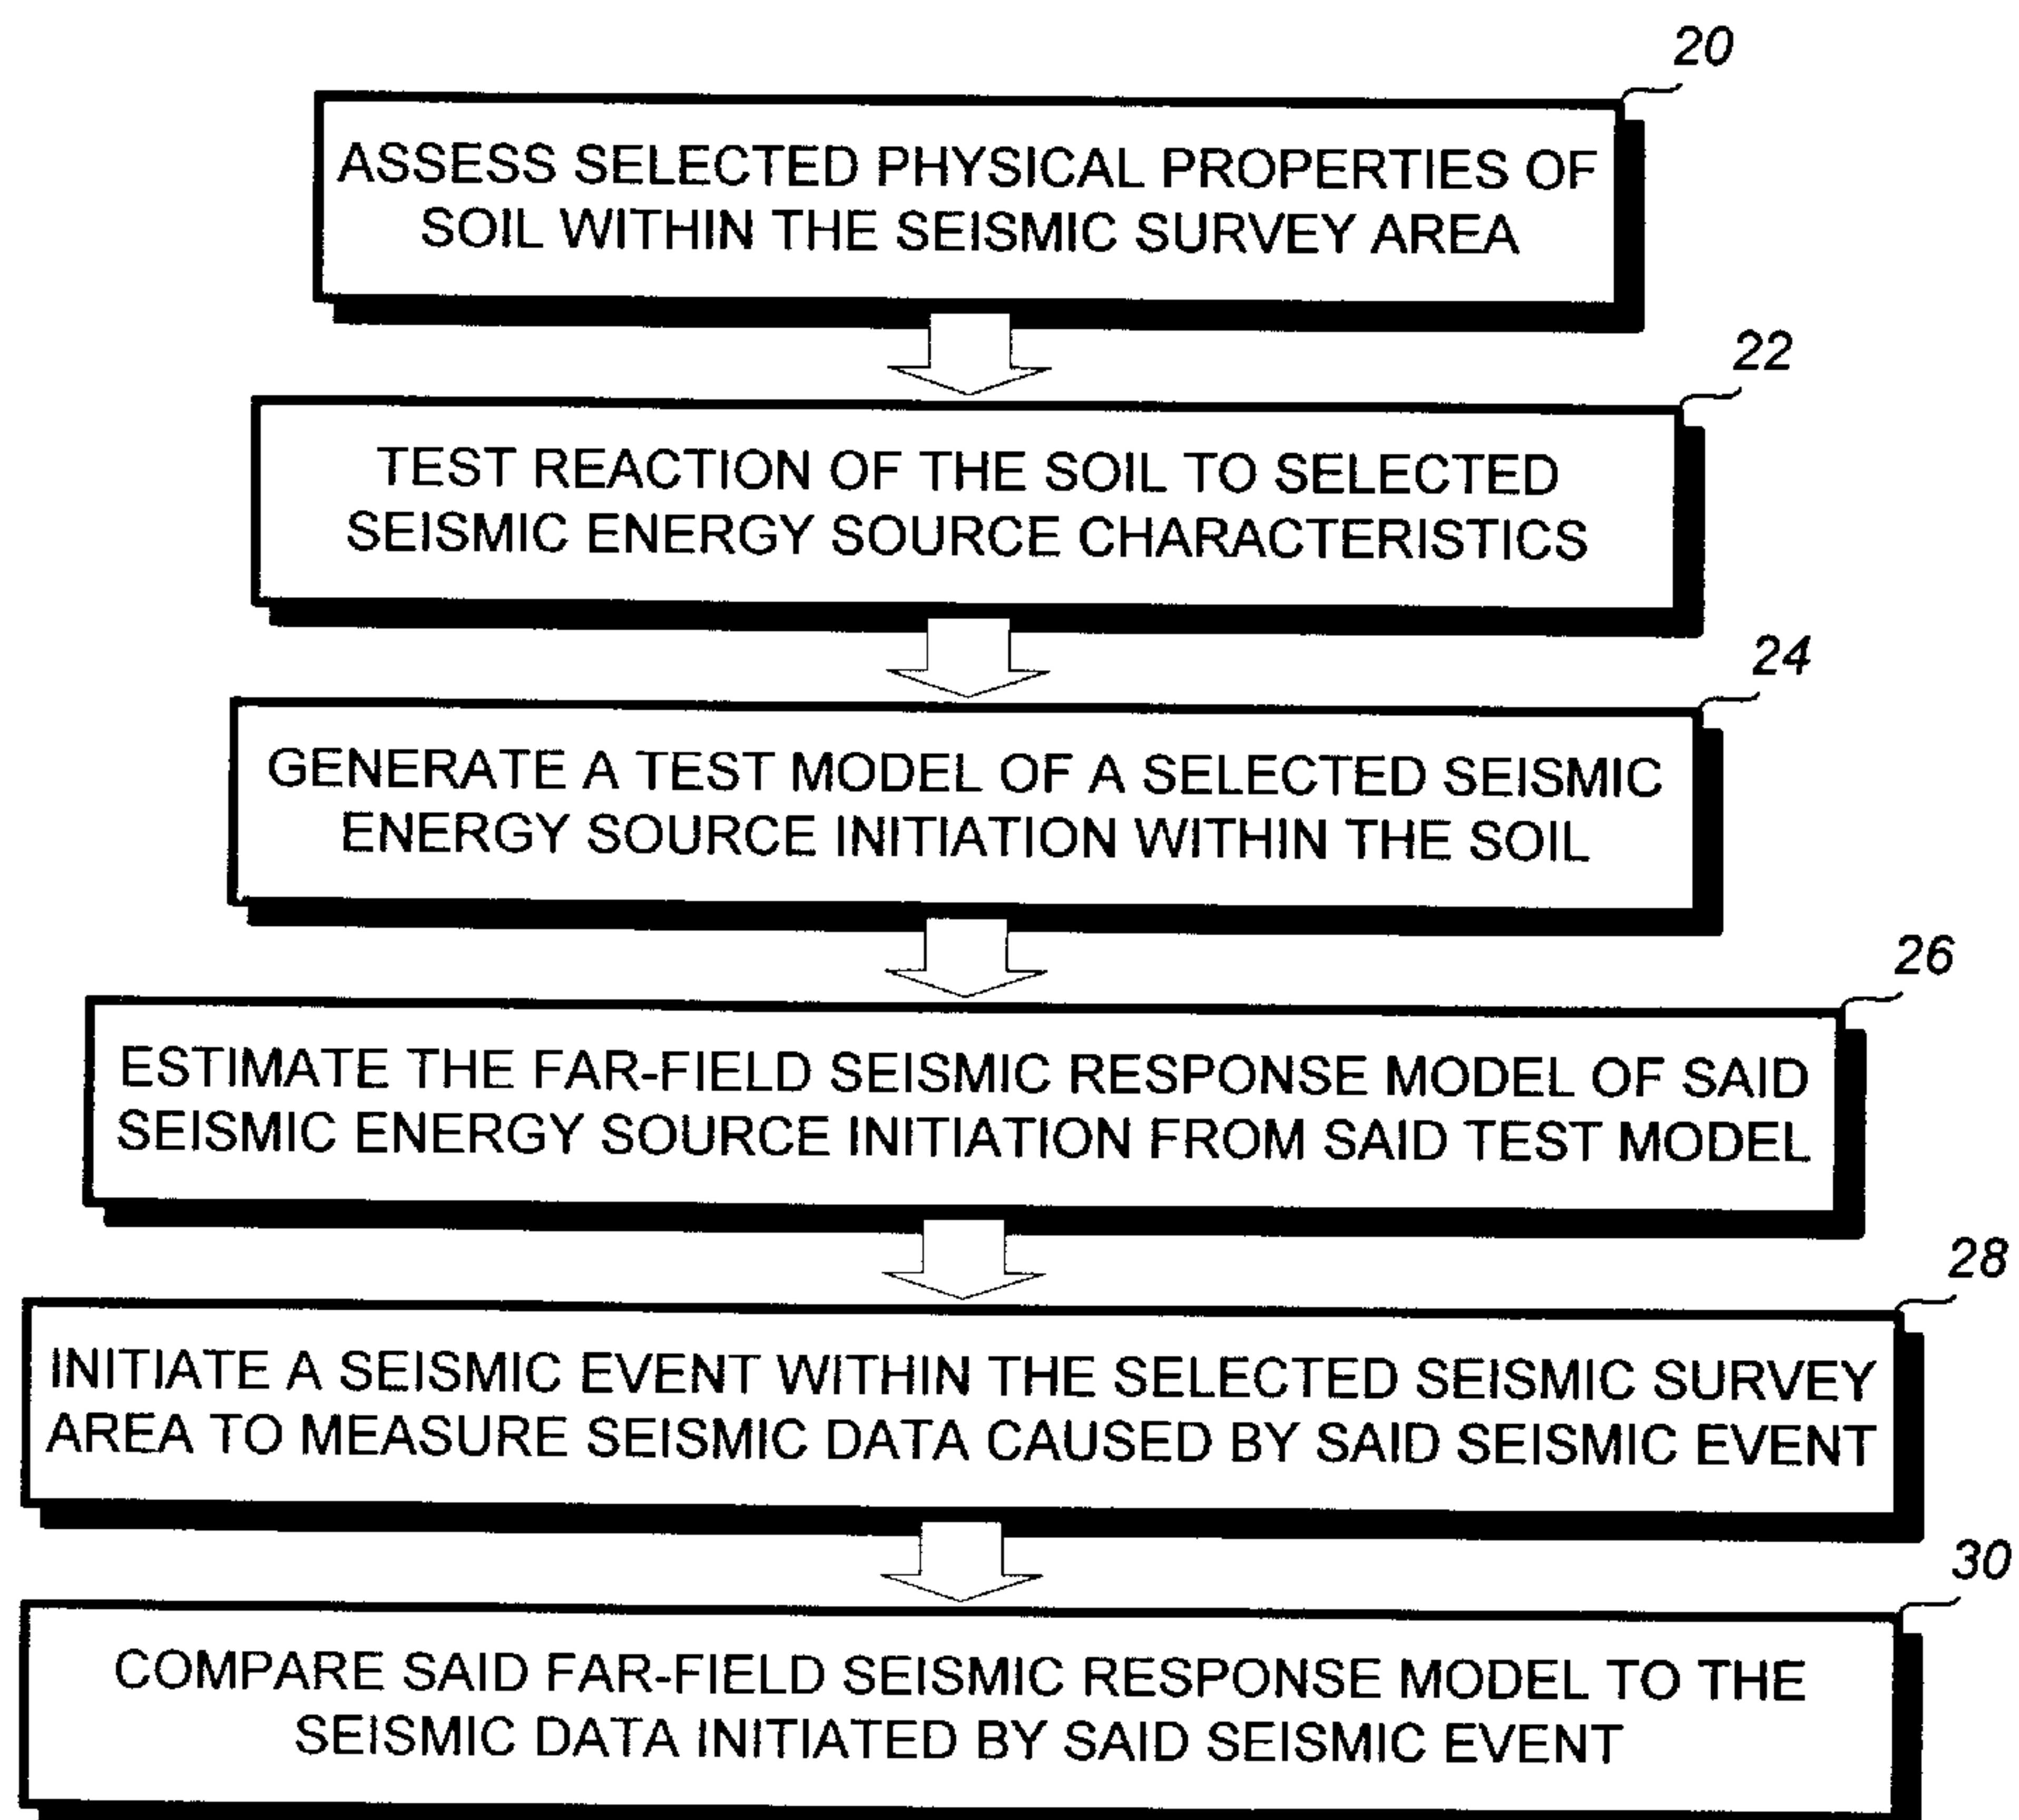 20
ASSESS SELECTED PHYSICAL PROPERTIES OF
SOIL WITHIN THE SEISMIC SURVEY AREA
22
TEST REACTION OF THE SOIL TO SELECTED
SEISMIC ENERGY SOURCE CHARACTERISTICS
24
GENERATE A TEST MODEL OF A SELECTED SEISMIC
ENERGY SOURCE INITIATION WITHIN THE SOIL
26
ESTIMATE THE FAR-FIELD SEISMIC RESPONSE MODEL OF SAID
SEISMIC ENERGY SOURCE INITIATION FROM SAID TEST MODEL
28
INITIATE A SEISMIC EVENT WITHIN THE SELECTED SEISMIC SURVEY
AREA TO MEASURE SEISMIC DATA CAUSED BY SAID SEISMIC EVENT
30
COMPARE SAID FAR-FIELD SEISMIC RESPONSE MODEL TO THE
SEISMIC DATA INITIATED BY SAID SEISMIC EVENT